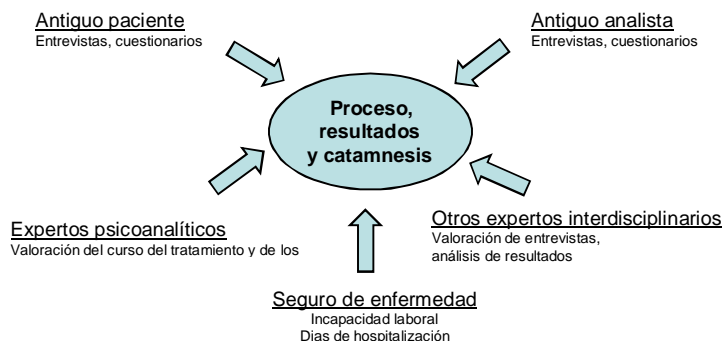 Antiguo paciente
Entrevistas, cuestionarios
Antiguo analista
Entrevistas, cuestionarios
Proceso,
resultados
y catamnesis
Expertos psicoanalíticos
Valoración del curso del tratamiento y de los
Otros expertos interdisciplinarios
Valoración de entrevistas,
análisis de resultados
Seguro de enfermedad
Incapacidad laboral
Dias de hospitalización